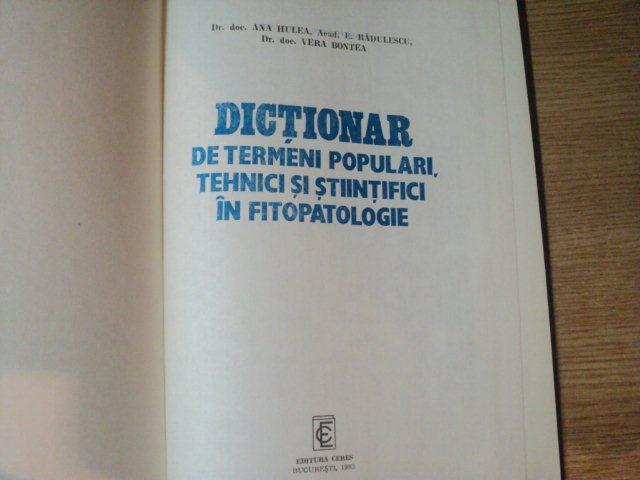 Dr. doc. ANA HULEA, Acad. E. RĂDULESCU,
Dr. doc. VERA BONTEA
DICȚIONAR
DE TERMENI POPULARI,
TEHNICI ȘI ȘTIINȚIFICI
ÎN FITOPATOLOGIE
EDITURA CERES
BUCUREȘTI, 1983